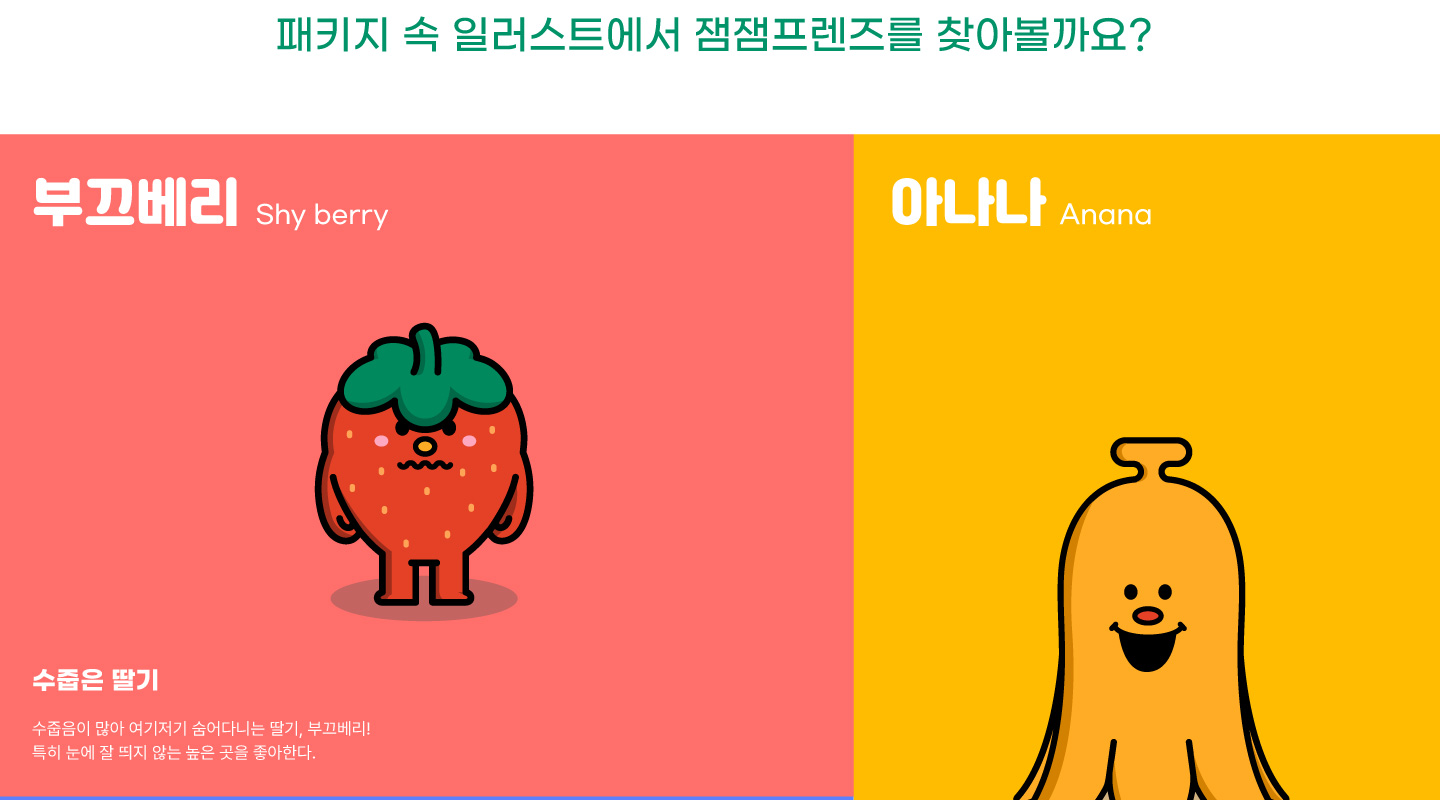 패키지 속 일러스트에서 잼잼프렌즈를 찾아볼까요?
부끄베리 Shy berry
아나나 Anana
수줍은 딸기
수줍음이 많아 여기저기 숨어다니는 딸기, 부끄베리!
특히 눈에 잘 띄지 않는 높은 곳을 좋아한다.